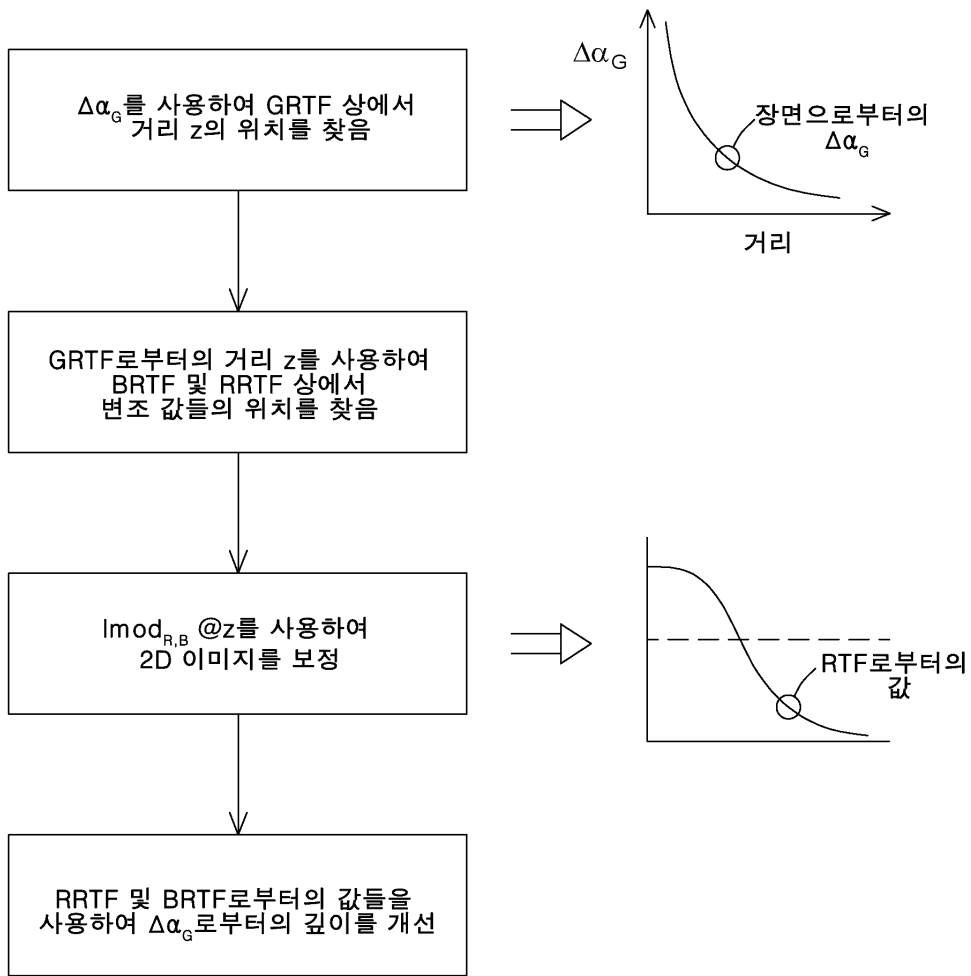 Δα_G를 사용하여 GRTF 상에서
거리 z의 위치를 찾음
Δα_G
장면으로부터의
Δα_G
거리
GRTF로부터의 거리 z를 사용하여
BRTF 및 RRTF 상에서
변조 값들의 위치를 찾음
Imod_R,B @z를 사용하여
2D 이미지를 보정
RTF로부터의
값
RRTF 및 BRTF로부터의 값들을
사용하여 Δα_G로부터의 깊이를 개선